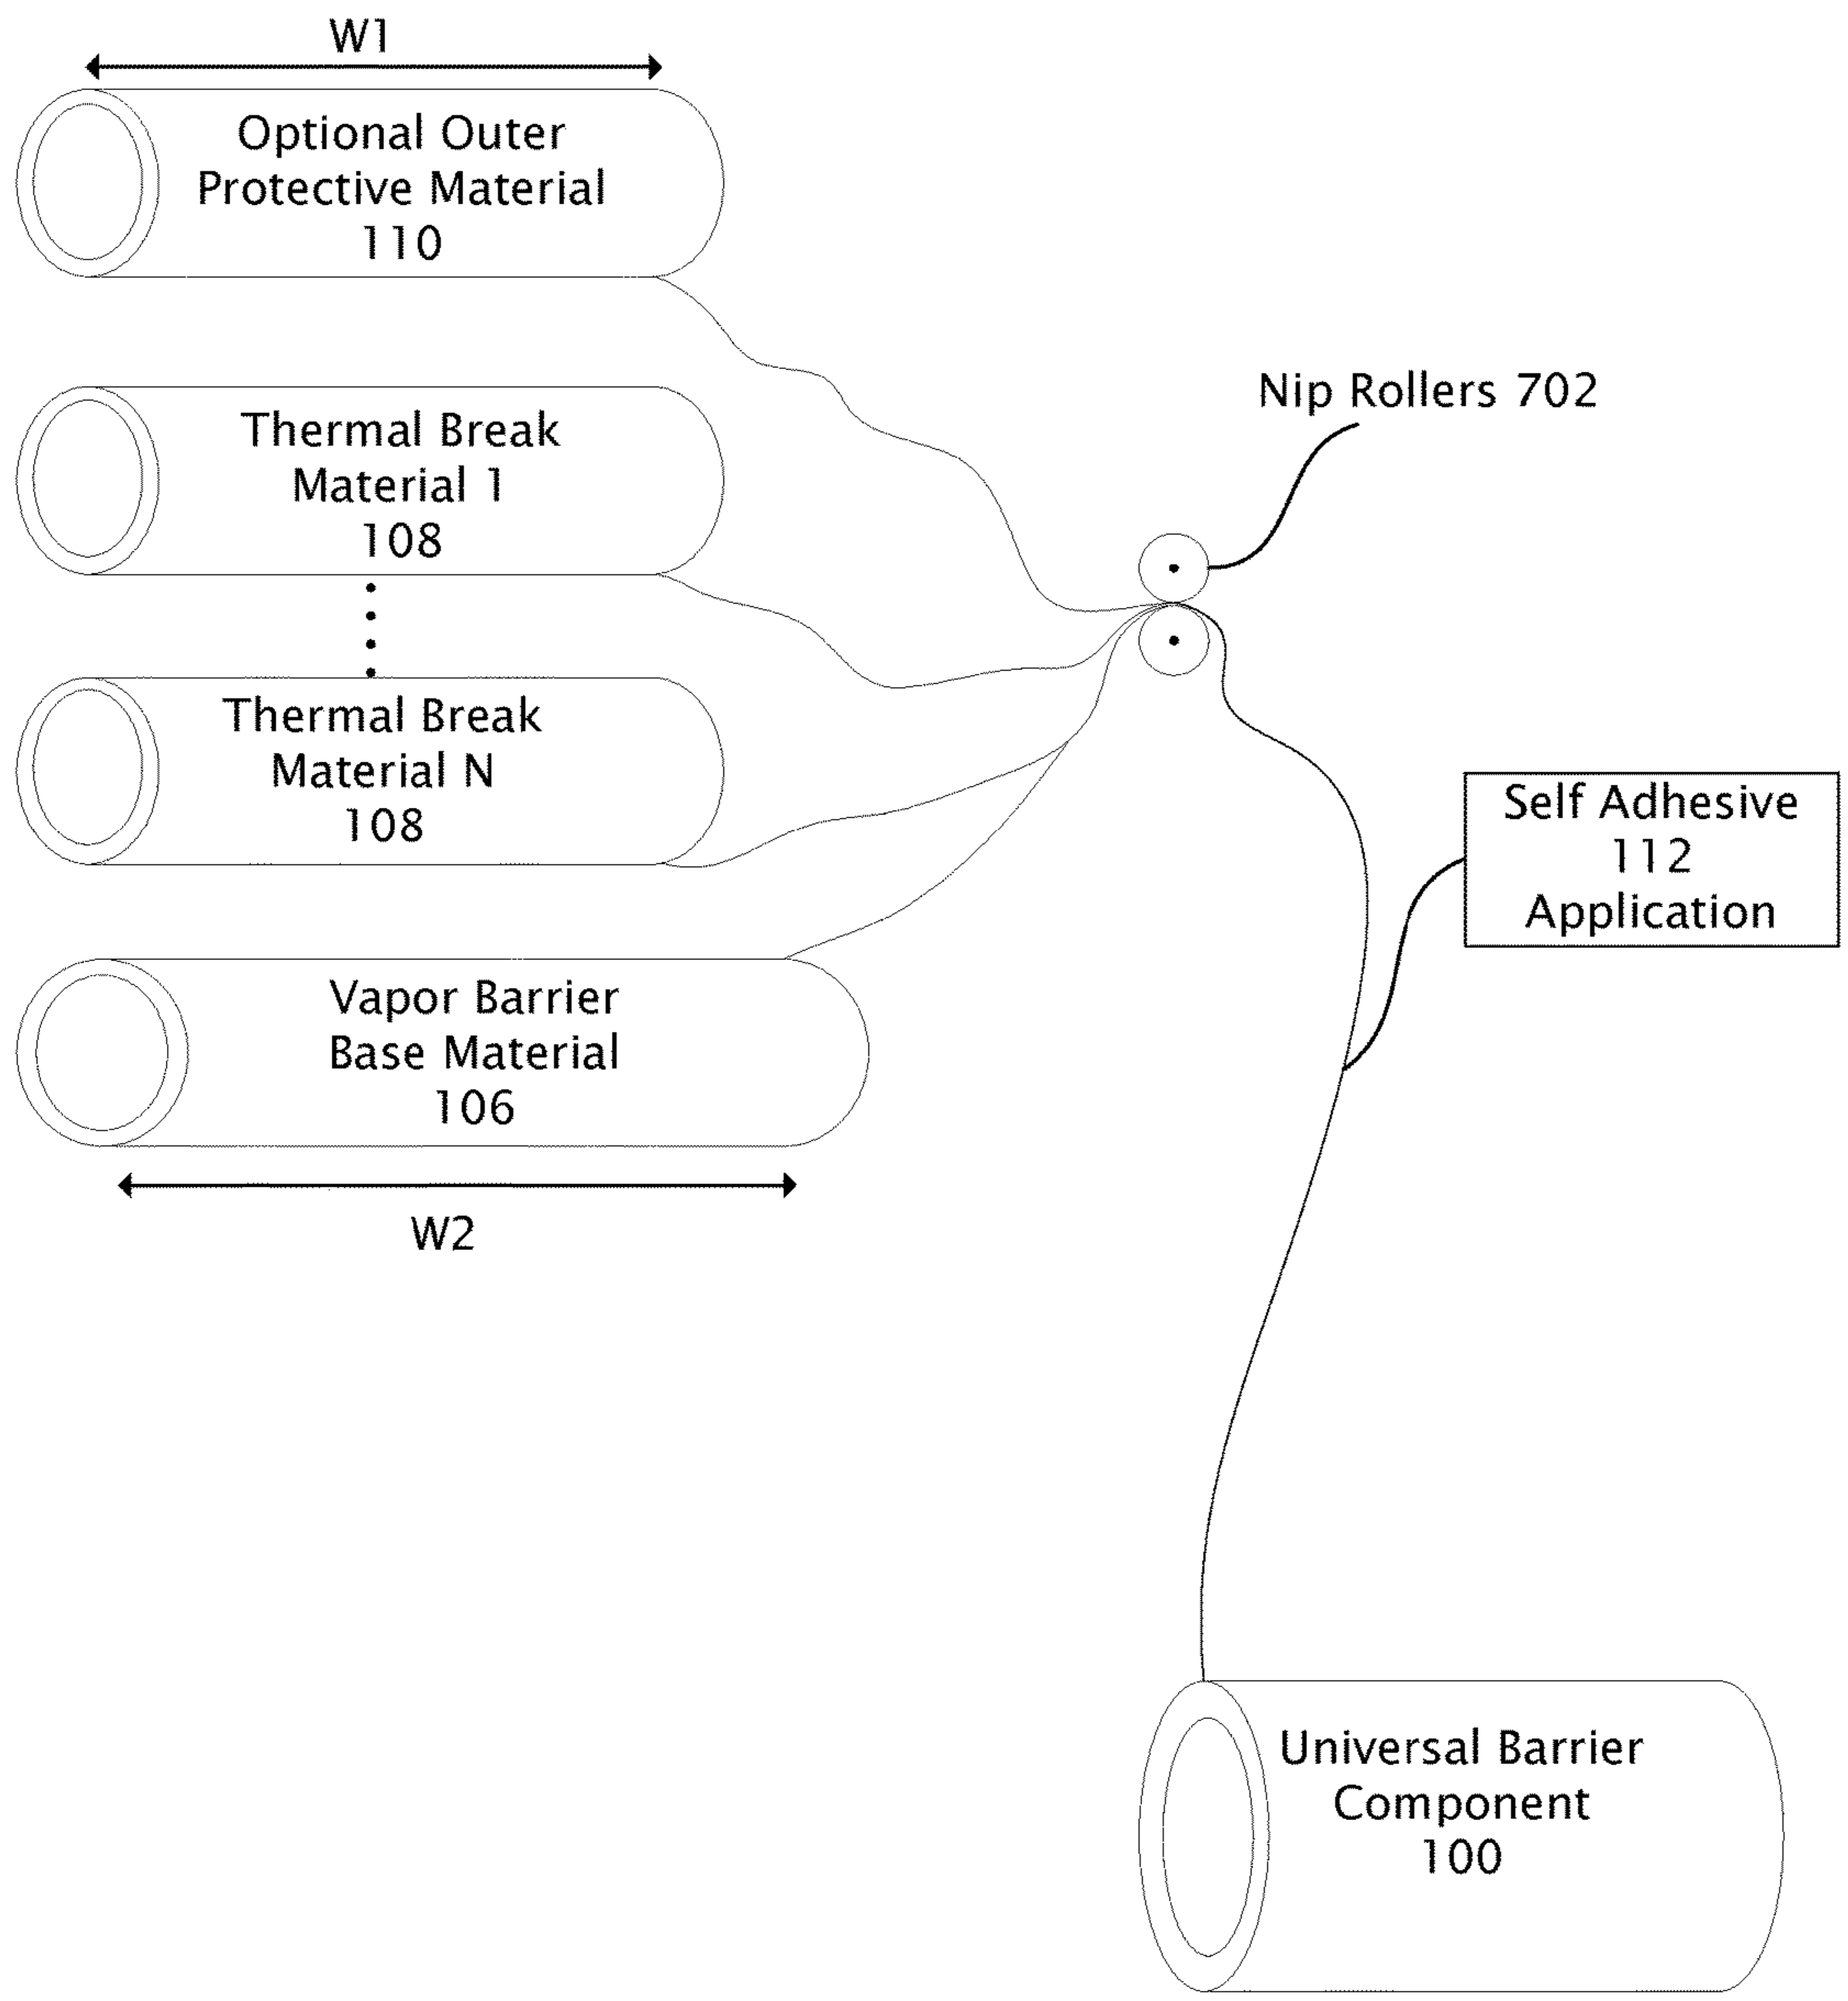 W1
Optional Outer
Protective Material
110
Thermal Break
Material 1
108
Nip Rollers 702
Thermal Break
Material N
108
Self Adhesive
112
Application
Vapor Barrier
Base Material
106
W2
Universal Barrier
Component
100